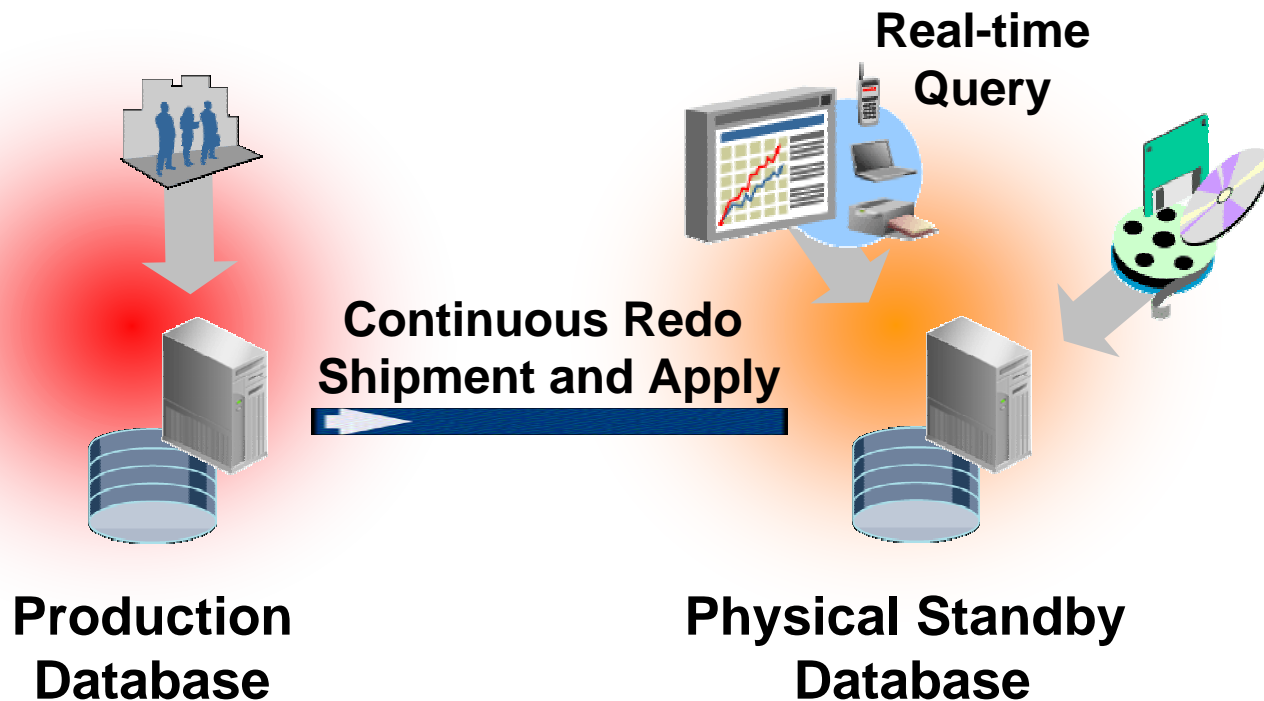 Real-time
Query
Continuous Redo
Shipment and Apply
Production
Database
Physical Standby
Database